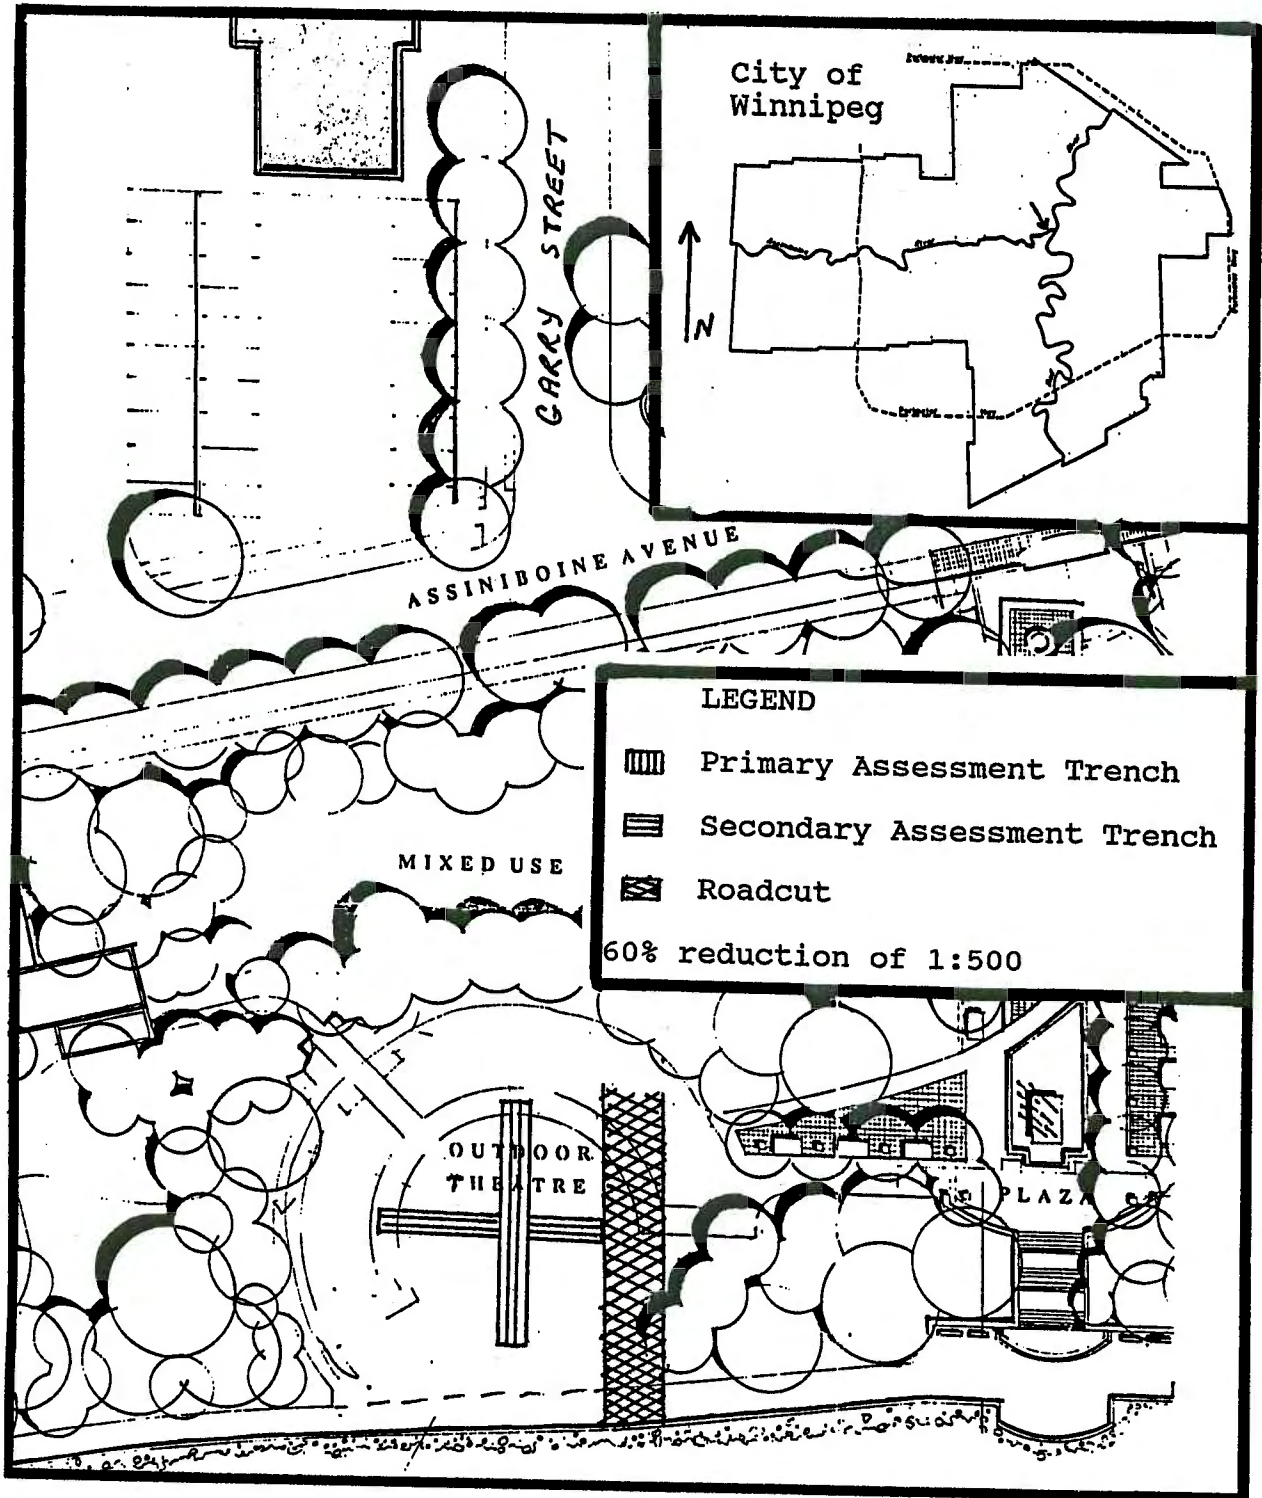 City of
Winnipeg
N
GARRY STREET
ASSINIBOINE AVENUE
LEGEND
Primary Assessment Trench
Secondary Assessment Trench
Roadcut
60% reduction of 1:500
MIXED USE
OUTDOOR
THEATRE
PLAZA